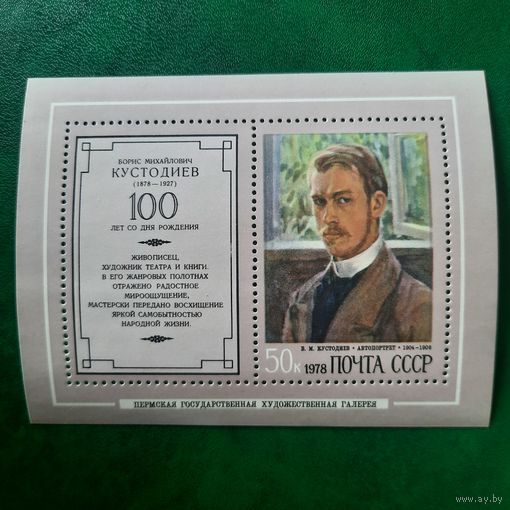 БОРИС МИХАЙЛОВИЧ
КУСТОДИЕВ
(1878—1927)
100
ЛЕТ СО ДНЯ РОЖДЕНИЯ
ЖИВОПИСЕЦ,
ХУДОЖНИК ТЕАТРА И КНИГИ.
В ЕГО ЖАНРОВЫХ ПОЛОТНАХ
ОТРАЖЕНО РАДОСТНОЕ
МИРООЩУЩЕНИЕ,
МАСТЕРСКИ ПЕРЕДАНО ВОСХИЩЕНИЕ
ЯРКОЙ САМОБЫТНОСТЬЮ
НАРОДНОЙ ЖИЗНИ.
Б. М. КУСТОДИЕВ • АВТОПОРТРЕТ • 1904-1906
50К 1978 ПОЧТА СССР
ПЕРМСКАЯ ГОСУДАРСТВЕННАЯ ХУДОЖЕСТВЕННАЯ ГАЛЕРЕЯ
www.ay.by